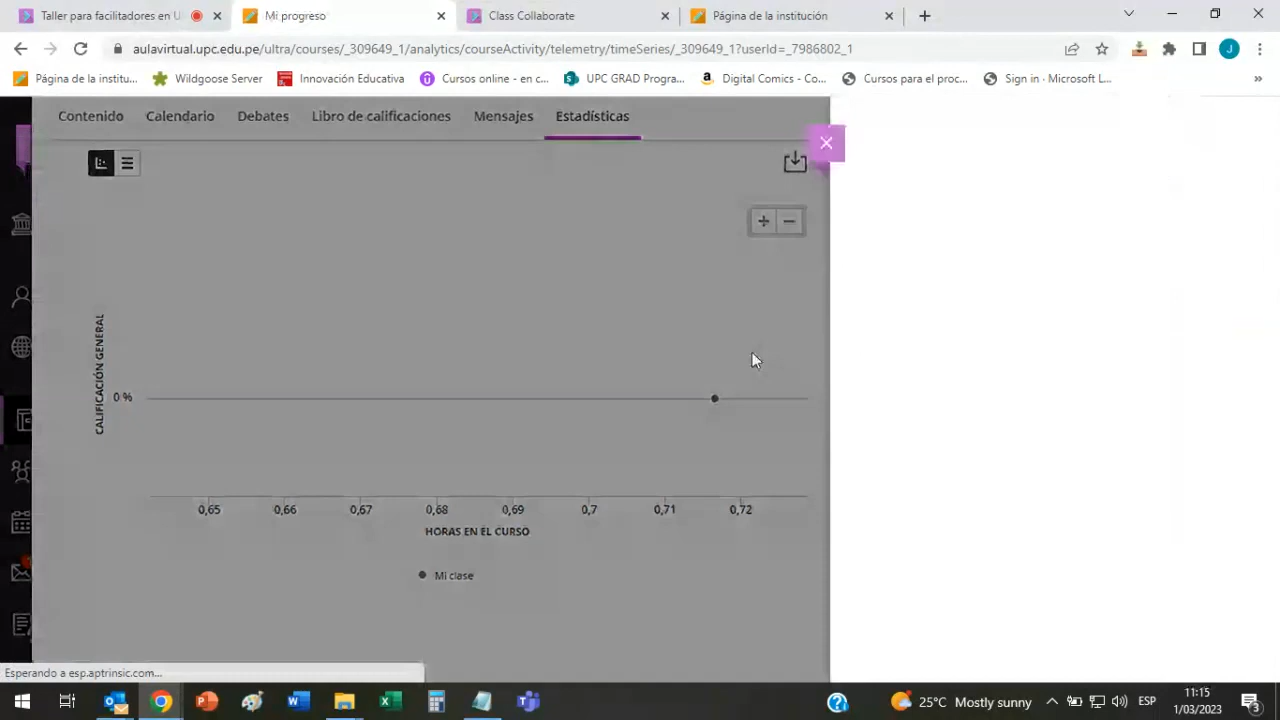 Taller para facilitadores en U
Mi progreso
Class Collaborate
Página de la institución
aulavirtual.upc.edu.pe/ultra/courses/_309649_1/analytics/courseActivity/telemetry/timeSeries/_309649_1?userId=_7986802_1
J
Página de la institu...
Wildgoose Server
Innovación Educativa
Cursos online - en c...
UPC GRAD Progra...
Digital Comics - Co...
Cursos para el proc...
Sign in - Microsoft L...
»
Contenido
Calendario
Debates
Libro de calificaciones
Mensajes
Estadísticas
CALIFICACIÓN GENERAL
0 %
0,65
0,66
0,67
0,68
0,69
0,7
0,71
0,72
HORAS EN EL CURSO
Mi clase
Esperando a esp.aptrinsic.com...
25°C Mostly sunny
ESP
11:15
1/03/2023
3